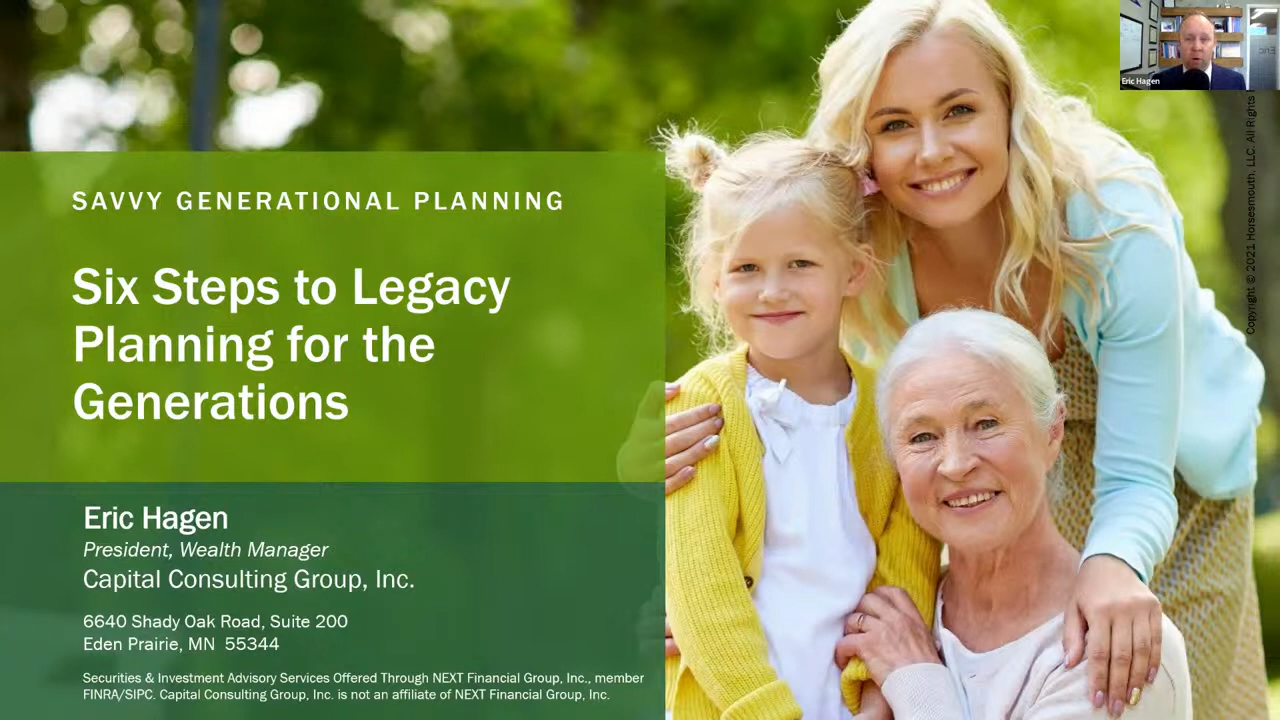 SAVVY GENERATIONAL PLANNING
Six Steps to Legacy
Planning for the
Generations
Eric Hagen
President, Wealth Manager
Capital Consulting Group, Inc.
6640 Shady Oak Road, Suite 200
Eden Prairie, MN  55344
Securities & Investment Advisory Services Offered Through NEXT Financial Group, Inc., member
FINRA/SIPC. Capital Consulting Group, Inc. is not an affiliate of NEXT Financial Group, Inc.
Eric Hagen
Copyright © 2021 Horsesmouth, LLC. All Rights